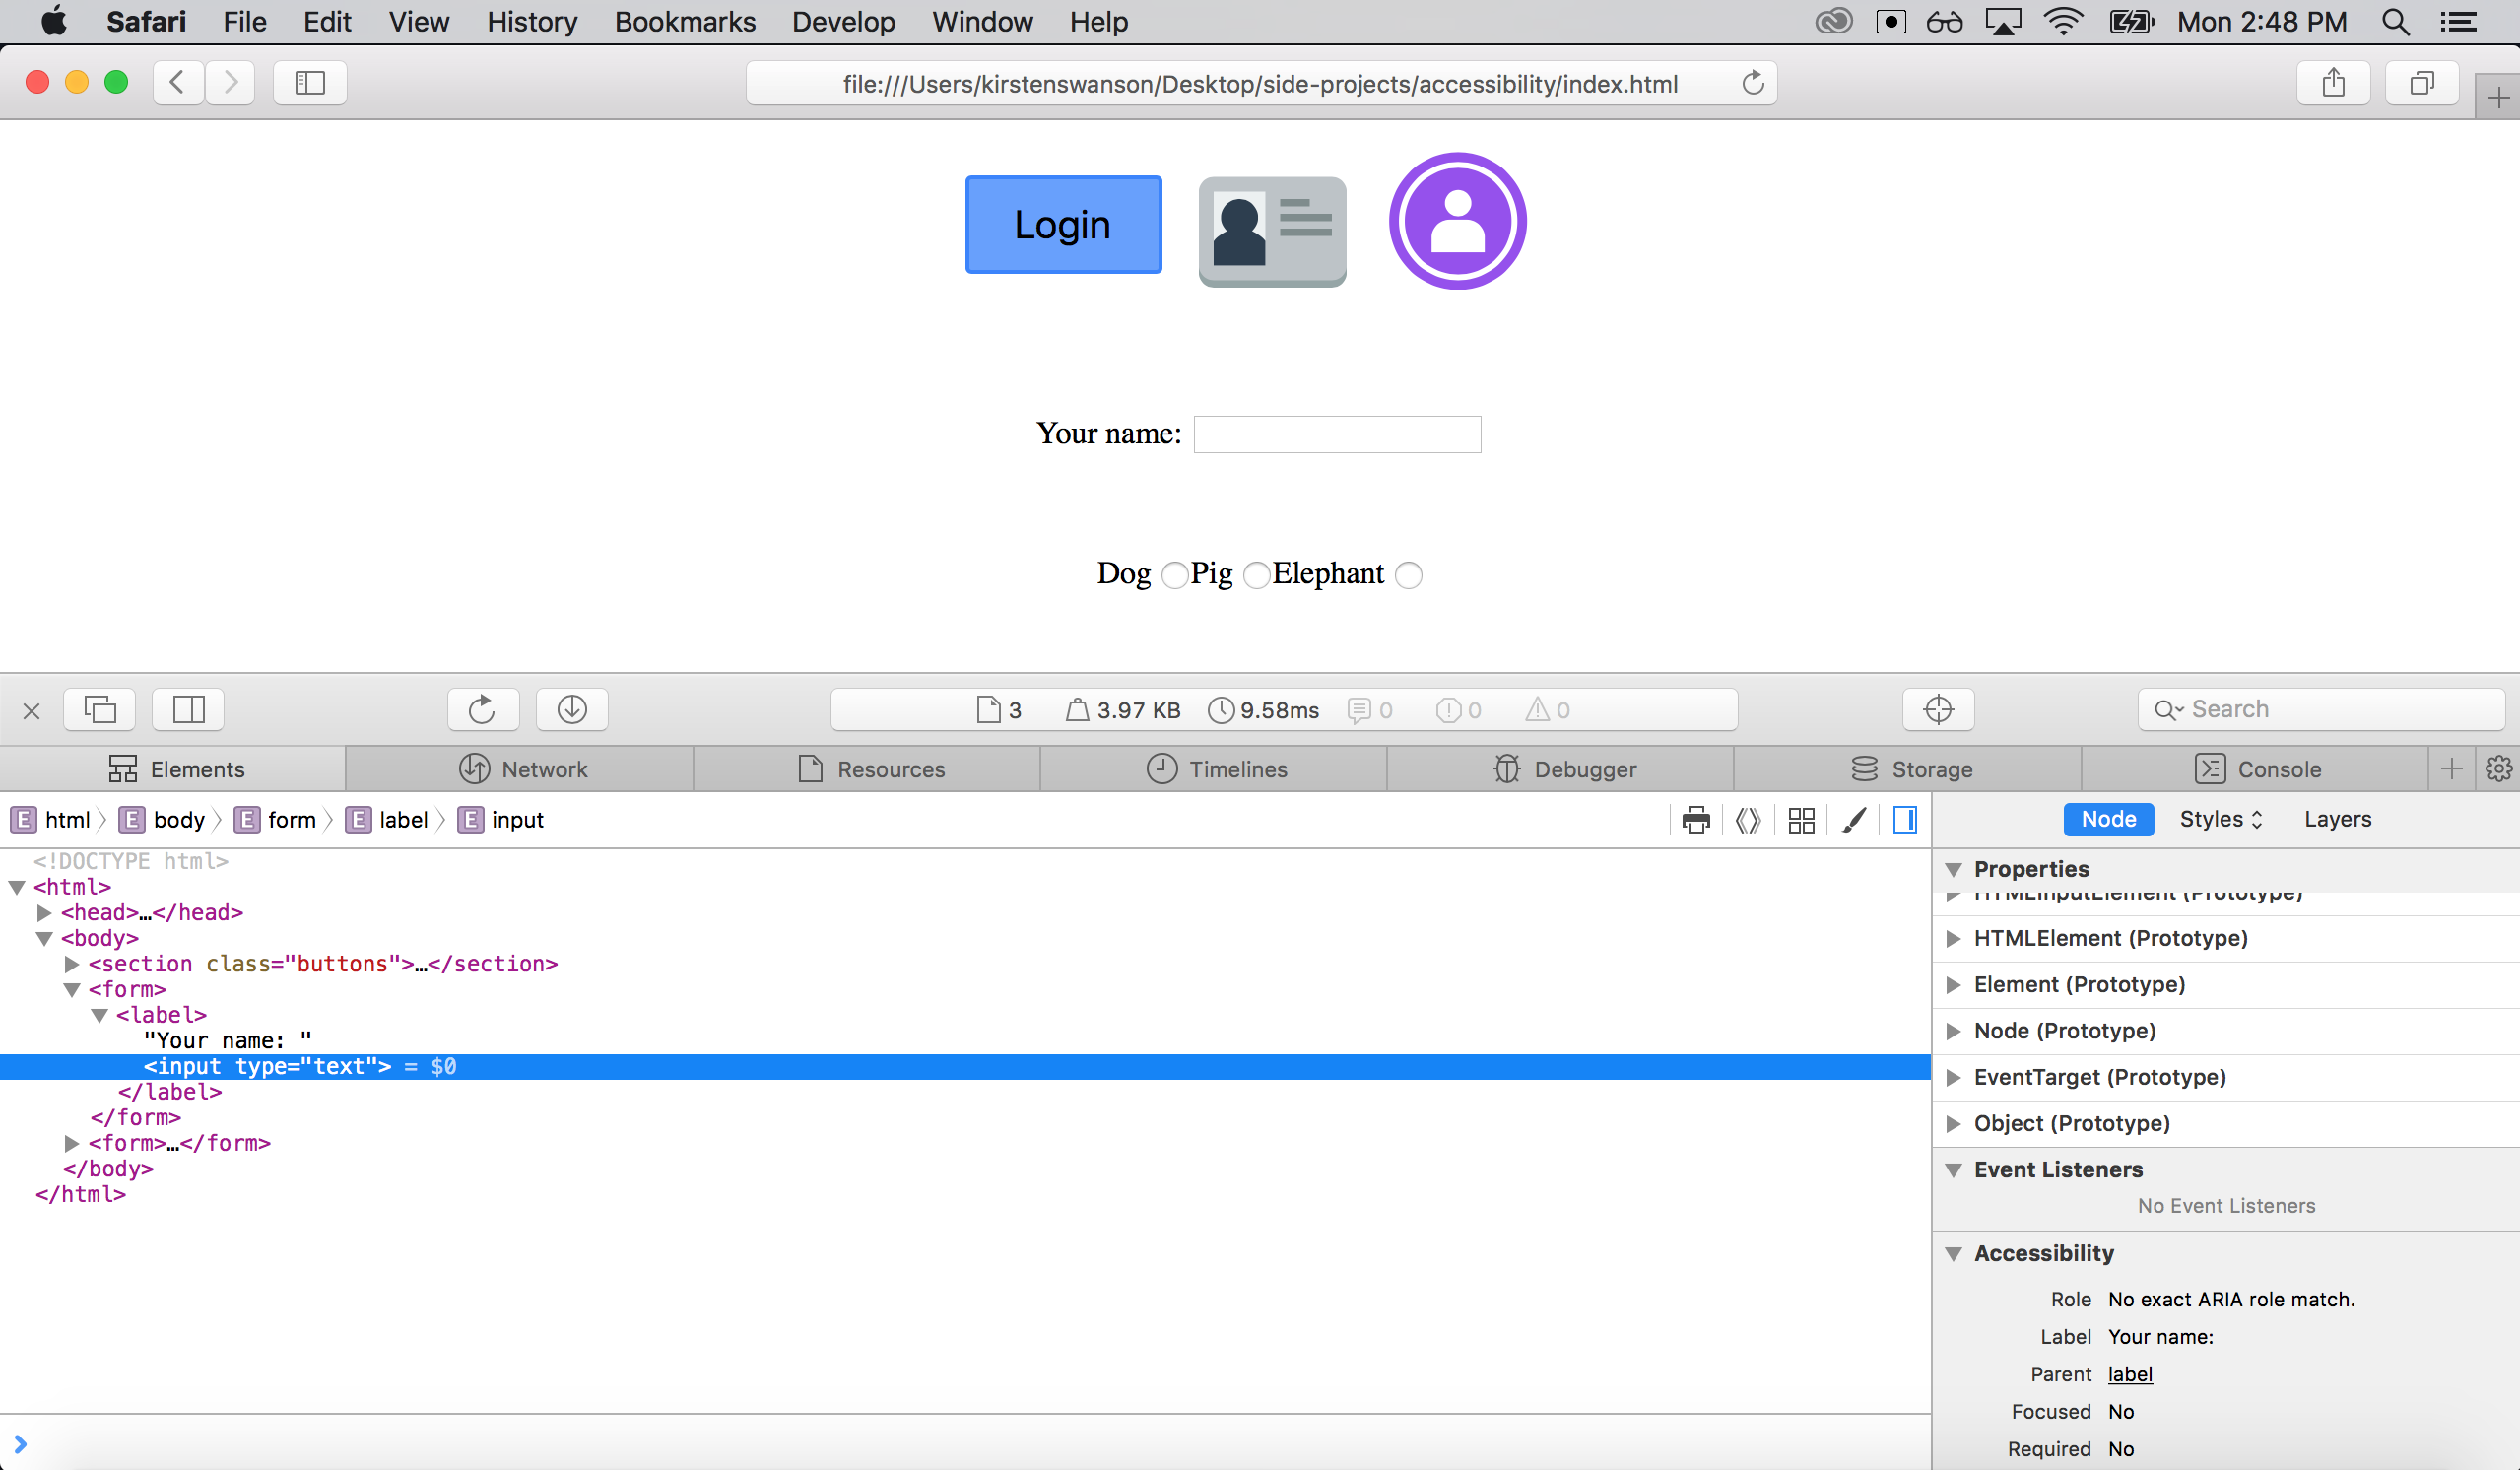 Safari File Edit View History Bookmarks Develop Window Help Mon 2:48 PM
file:///Users/kirstenswanson/Desktop/side-projects/accessibility/index.html
Login
Your name:
Dog Pig Elephant
3 3.97 KB 9.58ms 0 0 0 Search
Elements Network Resources Timelines Debugger Storage Console
E html E body E form E label E input Node Styles Layers
<!DOCTYPE html>
<html>
<head>…</head>
<body>
<section class="buttons">…</section>
<form>
<label>
"Your name: "
<input type="text"> = $0
</label>
</form>
<form>…</form>
</body>
</html>
Properties
HTMLInputElement (Prototype)
HTMLElement (Prototype)
Element (Prototype)
Node (Prototype)
EventTarget (Prototype)
Object (Prototype)
Event Listeners
No Event Listeners
Accessibility
Role No exact ARIA role match.
Label Your name:
Parent label
Focused No
Required No